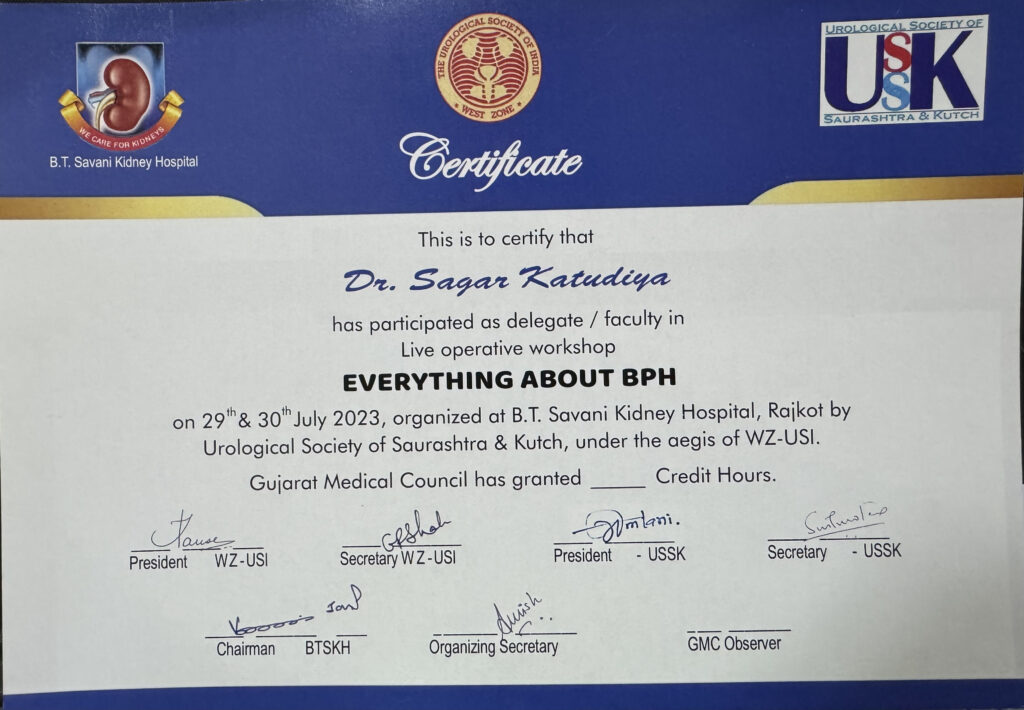 WE CARE FOR KIDNEYS
B.T. Savani Kidney Hospital
THE UROLOGICAL SOCIETY OF INDIA
WEST ZONE
UROLOGICAL SOCIETY OF
USSK
SAURASHTRA & KUTCH
Certificate
This is to certify that
Dr. Sagar Katudiya
has participated as delegate / faculty in
Live operative workshop
EVERYTHING ABOUT BPH
on 29th & 30th July 2023, organized at B.T. Savani Kidney Hospital, Rajkot by
Urological Society of Saurashtra & Kutch, under the aegis of WZ-USI.
Gujarat Medical Council has granted _____ Credit Hours.
GPShah
President WZ-USI
Secretary WZ-USI
President - USSK
Secretary - USSK
Chairman BTSKH
Organizing Secretary
GMC Observer